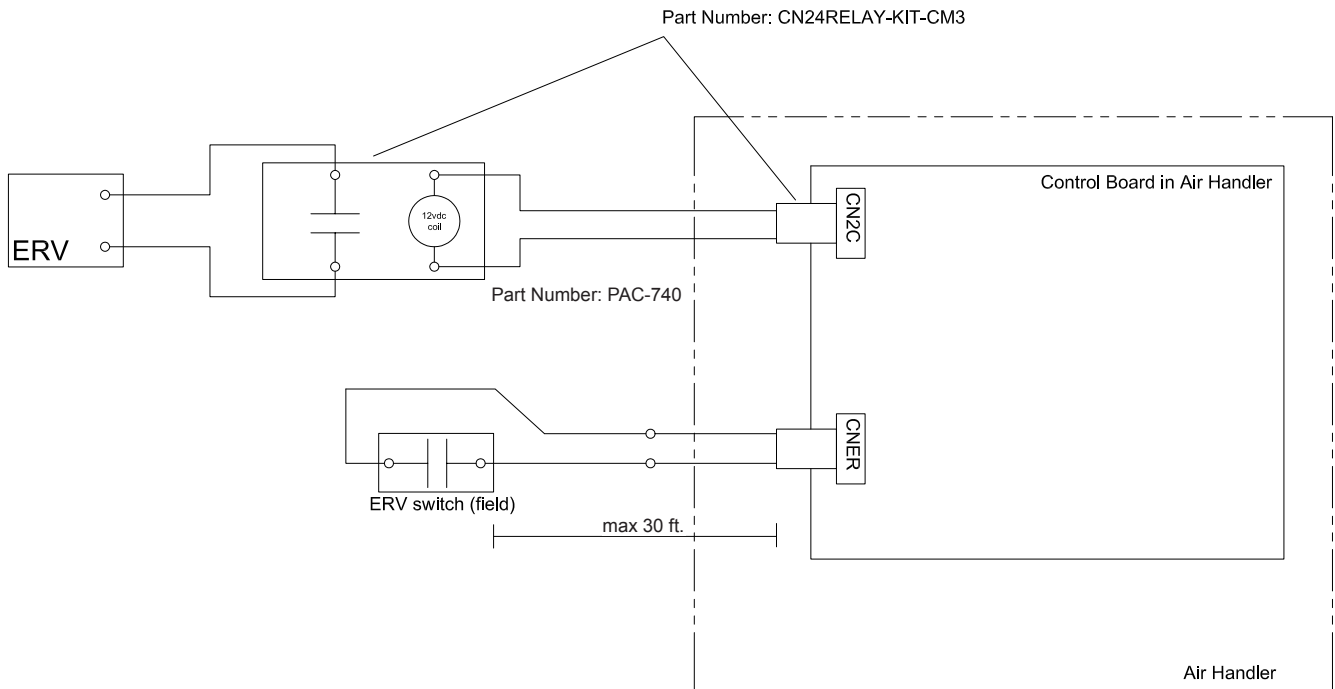 Part Number: CN24RELAY-KIT-CM3
Control Board in Air Handler
CN2C
12vdc
coil
ERV
Part Number: PAC-740
CNER
ERV switch (field)
max 30 ft.
Air Handler